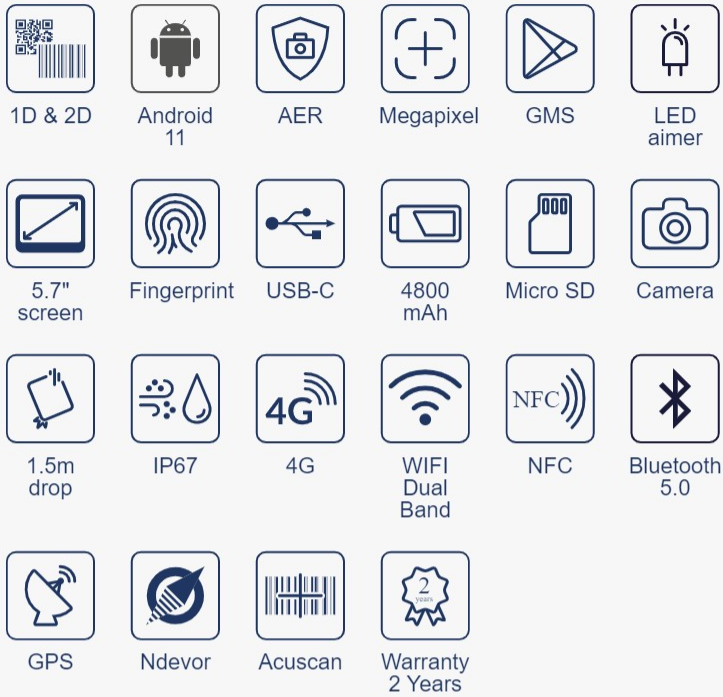 1D & 2D
Android
11
AER
Megapixel
GMS
LED
aimer
5.7"
screen
Fingerprint
USB-C
4800
mAh
Micro SD
Camera
1.5m
drop
IP67
4G
4G
WIFI
Dual
Band
NFC
NFC
Bluetooth
5.0
GPS
Ndevor
Acuscan
2
years
Warranty
2 Years